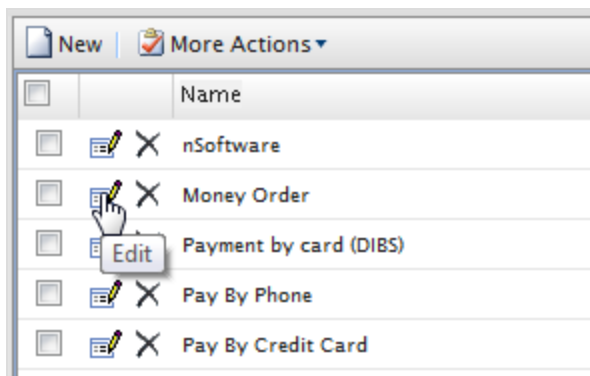 New More Actions
Name
nSoftware
Money Order
Payment by card (DIBS)
Edit
Pay By Phone
Pay By Credit Card